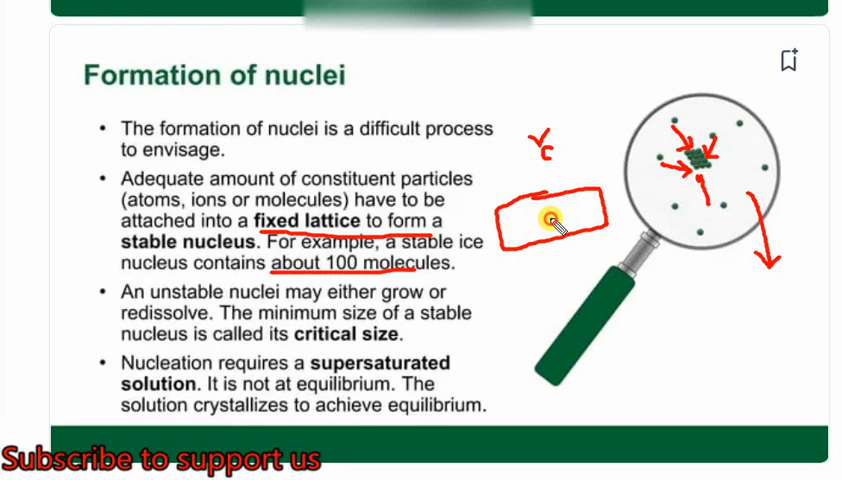 Formation of nuclei
• The formation of nuclei is a difficult process
to envisage.
• Adequate amount of constituent particles
(atoms, ions or molecules) have to be
attached into a fixed lattice to form a
stable nucleus. For example, a stable ice
nucleus contains about 100 molecules.
• An unstable nuclei may either grow or
redissolve. The minimum size of a stable
nucleus is called its critical size.
• Nucleation requires a supersaturated
solution. It is not at equilibrium. The
solution crystallizes to achieve equilibrium.
Subscribe to support us